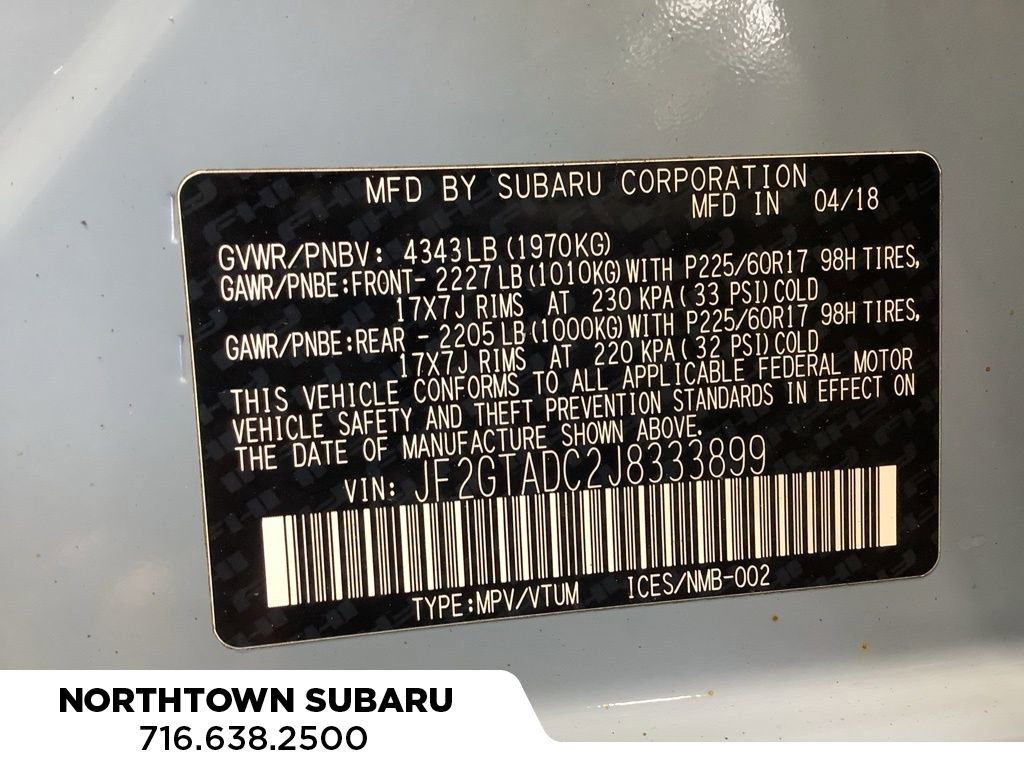 MFD BY SUBARU CORPORATION
MFD IN 04/18
GVWR/PNBV: 4343LB(1970KG)
GAWR/PNBE:FRONT- 2227LB(1010KG)WITH P225/60R17 98H TIRES,
17X7J RIMS AT 230 KPA(33 PSI)COLD
GAWR/PNBE:REAR - 2205LB(1000KG)WITH P225/60R17 98H TIRES,
17X7J RIMS AT 220 KPA(32 PSI)COLD
THIS VEHICLE CONFORMS TO ALL APPLICABLE FEDERAL MOTOR
VEHICLE SAFETY AND THEFT PREVENTION STANDARDS IN EFFECT ON
THE DATE OF MANUFACTURE SHOWN ABOVE.
VIN: JF2GTADC2J8333899
TYPE:MPV/VTUM ICES/NMB-002
NORTHTOWN SUBARU
716.638.2500